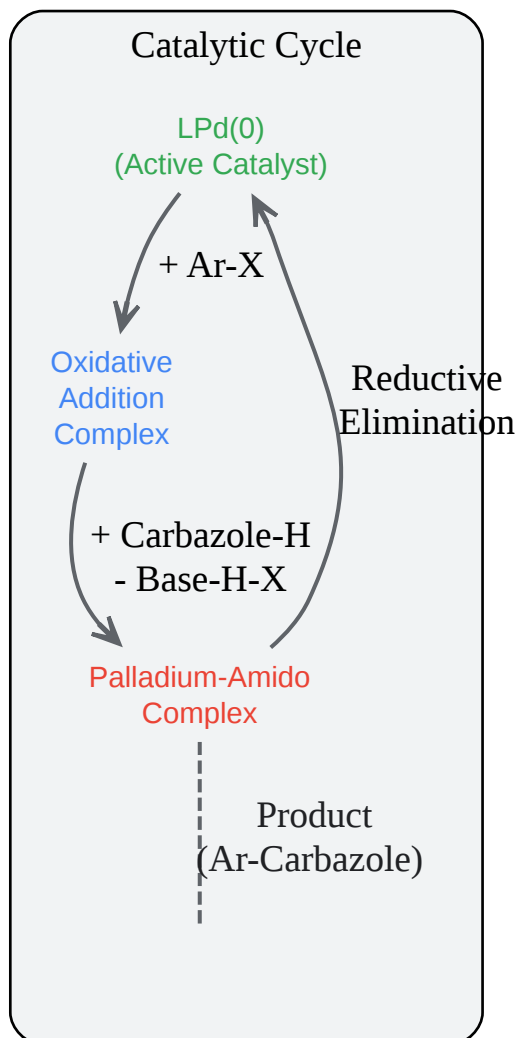 Catalytic Cycle
LPd(0)
(Active Catalyst)
+ Ar-X
Oxidative
Addition
Complex
Reductive
Elimination
+ Carbazole-H
- Base-H-X
Palladium-Amido
Complex
Product
(Ar-Carbazole)